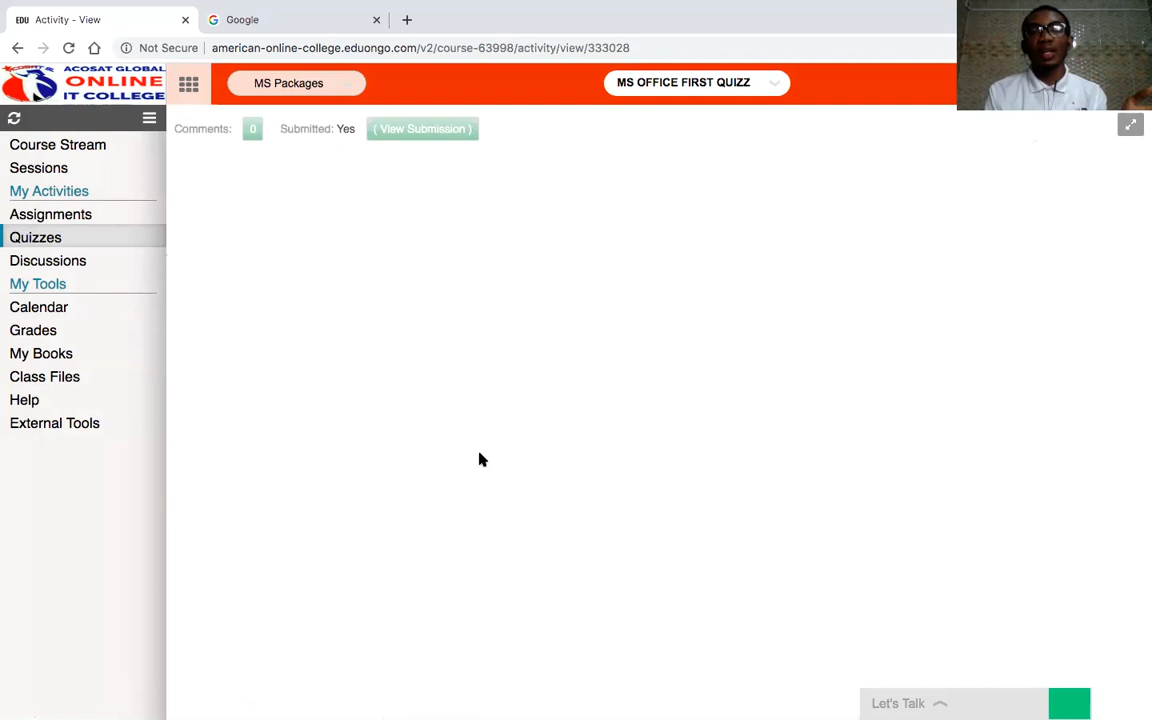 EDU Activity - View
Google
Not Secure american-online-college.eduongo.com/v2/course-63998/activity/view/333028
ACOSAT GLOBAL
ONLINE
IT COLLEGE
MS Packages
MS OFFICE FIRST QUIZZ
Comments: 0 Submitted: Yes ( View Submission )
Course Stream
Sessions
My Activities
Assignments
Quizzes
Discussions
My Tools
Calendar
Grades
My Books
Class Files
Help
External Tools
Let's Talk